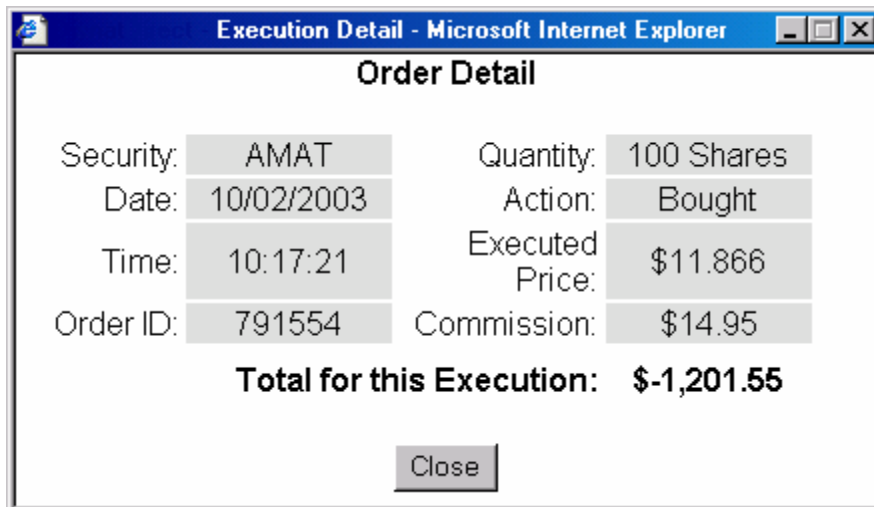 Execution Detail - Microsoft Internet Explorer
Order Detail
Security: AMAT Quantity: 100 Shares
Date: 10/02/2003 Action: Bought
Time: 10:17:21 Executed Price: $11.866
Order ID: 791554 Commission: $14.95
Total for this Execution: $-1,201.55
Close